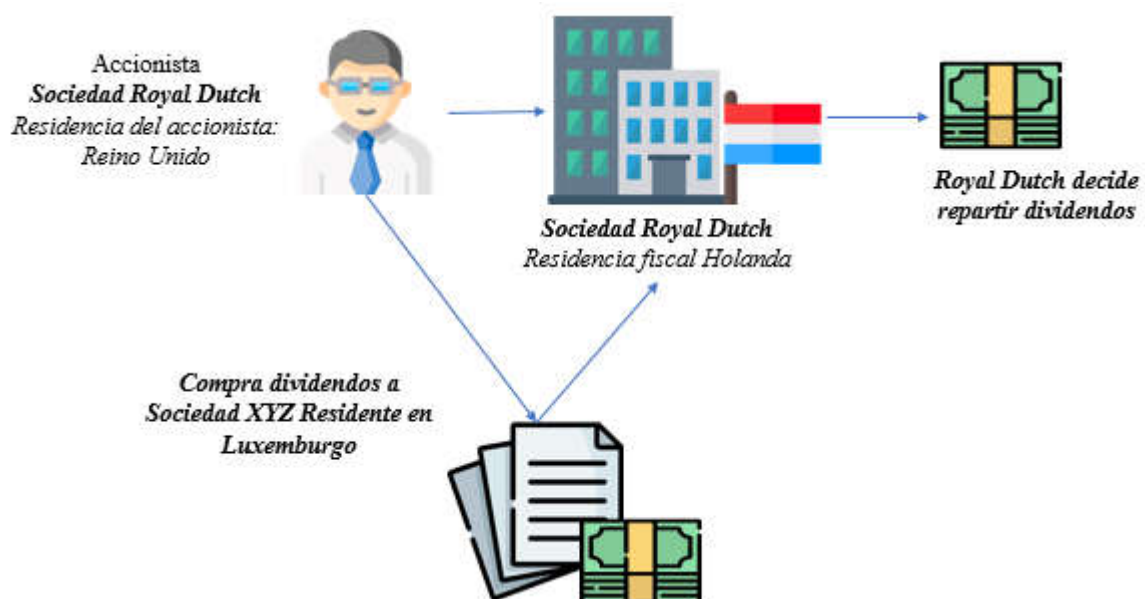 Accionista
Sociedad Royal Dutch
Residencia del accionista:
Reino Unido
Sociedad Royal Dutch
Residencia fiscal Holanda
Royal Dutch decide
repartir dividendos
Compra dividendos a
Sociedad XYZ Residente en
Luxemburgo